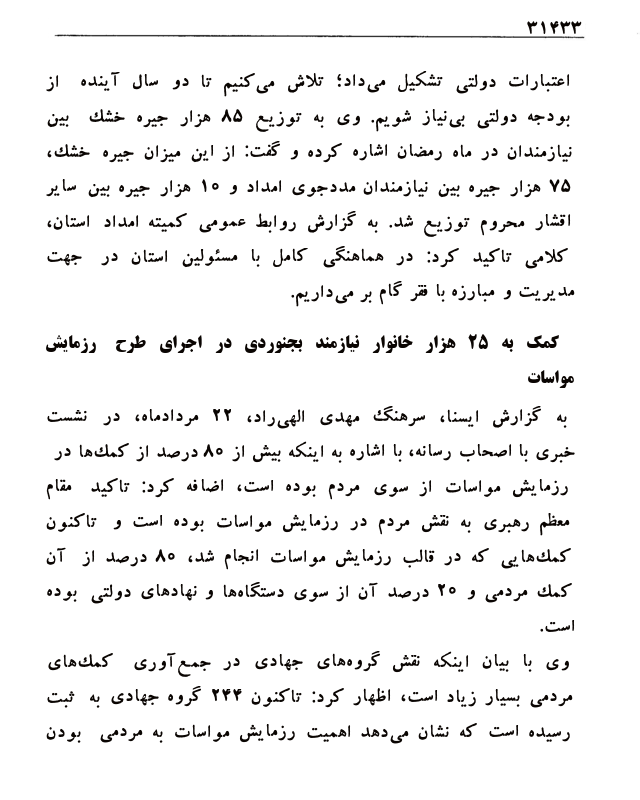 ۳۱۴۳۳
اعتبارات دولتی تشکیل می‌داد؛ تلاش می‌کنیم تا دو سال آینده از
بودجه دولتی بی‌نیاز شویم. وی به توزیع ۸۵ هزار جیره خشك بین
نیازمندان در ماه رمضان اشاره کرده و گفت: از این میزان جیره خشك،
۷۵ هزار جیره بین نیازمندان مددجوی امداد و ۱۰ هزار جیره بین سایر
اقشار محروم توزیع شد. به گزارش روابط عمومی کمیته امداد استان،
کلامی تاکید کرد: در هماهنگی کامل با مسئولین استان در جهت
مدیریت و مبارزه با فقر گام بر می‌داریم.
کمک به ۲۵ هزار خانوار نیازمند بجنوردی در اجرای طرح رزمایش
مواسات
به گزارش ایسنا، سرهنگ مهدی الهی‌راد، ۲۲ مردادماه، در نشست
خبری با اصحاب رسانه، با اشاره به اینکه بیش از ۸۰ درصد از کمك‌ها در
رزمایش مواسات از سوی مردم بوده است، اضافه کرد: تاکید مقام
معظم رهبری به نقش مردم در رزمایش مواسات بوده است و تاکنون
کمك‌هایی که در قالب رزمایش مواسات انجام شد، ۸۰ درصد از آن
کمك مردمی و ۲۰ درصد آن از سوی دستگاه‌ها و نهادهای دولتی بوده
است.
وی با بیان اینکه نقش گروه‌های جهادی در جمع‌آوری کمك‌های
مردمی بسیار زیاد است، اظهار کرد: تاکنون ۲۴۴ گروه جهادی به ثبت
رسیده است که نشان می‌دهد اهمیت رزمایش مواسات به مردمی بودن